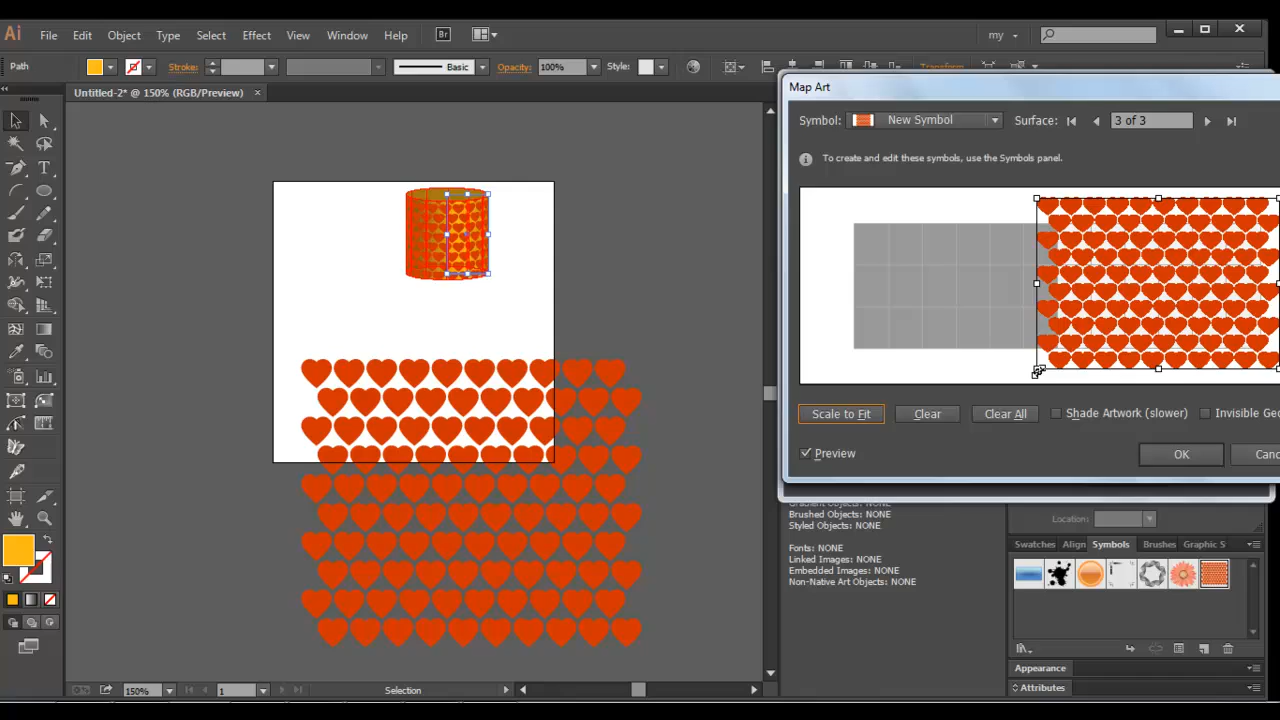 Ai File Edit Object Type Select Effect View Window Help Br my
Path Stroke: Basic Opacity: 100% Style: Transform
Untitled-2* @ 150% (RGB/Preview)
Map Art
Symbol: New Symbol Surface: 3 of 3
To create and edit these symbols, use the Symbols panel.
Scale to Fit Clear Clear All Shade Artwork (slower) Invisible Geo
Preview OK Canc
Brushed Objects: NONE
Styled Objects: NONE
Fonts: NONE
Linked Images: NONE
Embedded Images: NONE
Non-Native Art Objects: NONE
Location:
Swatches Align Symbols Brushes Graphic S
Appearance
Attributes
150% 1 Selection